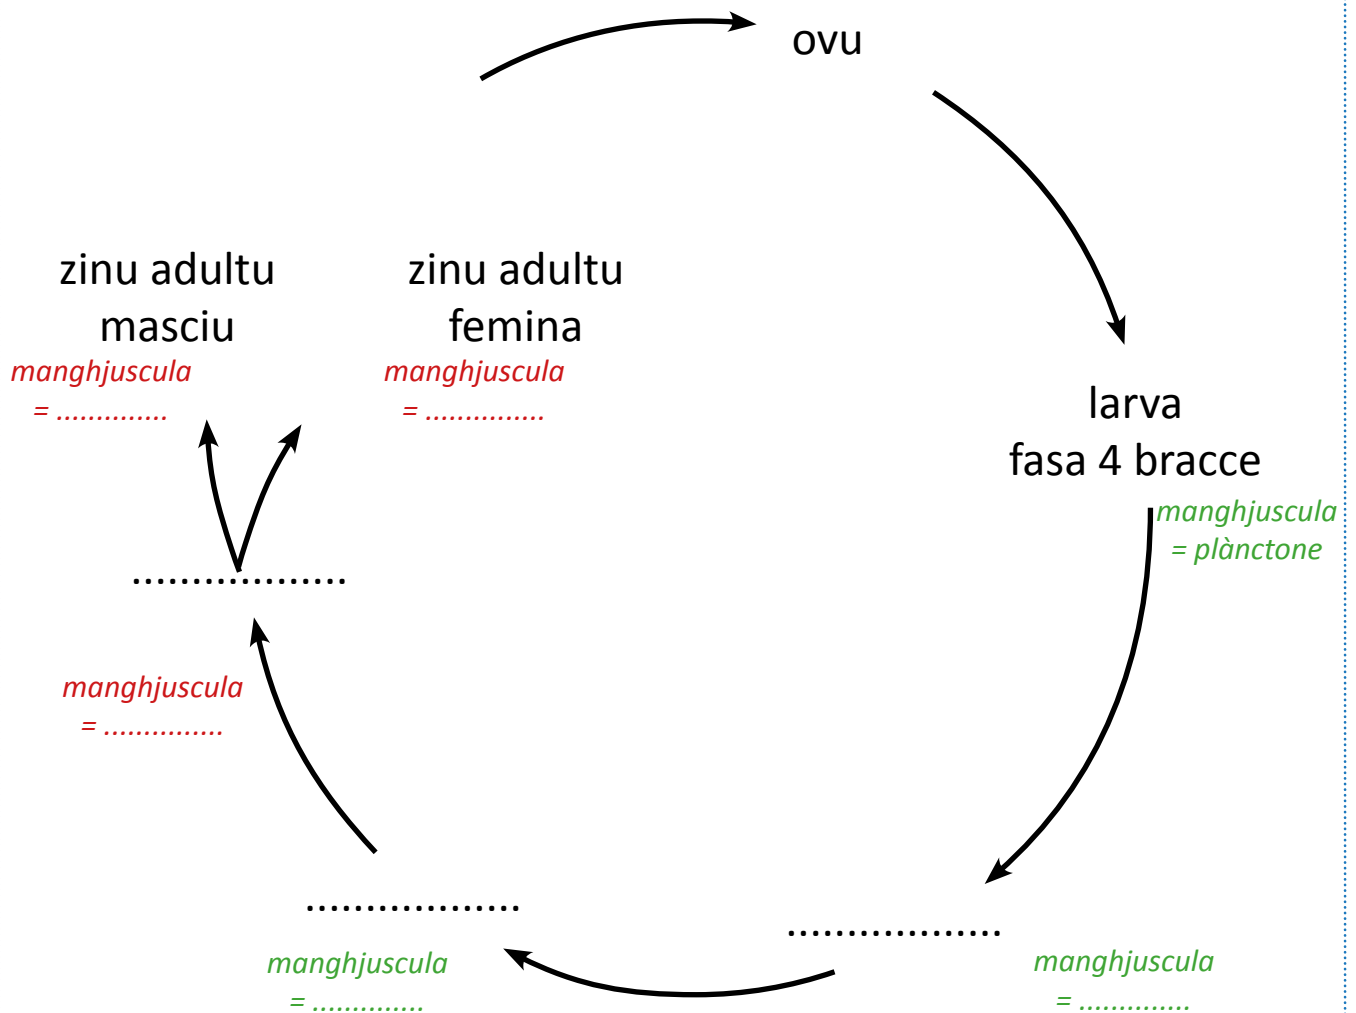 ovu
zinu adultu
masciu
manghjuscula
= ..............
zinu adultu
femina
manghjuscula
= ...............
larva
fasa 4 bracce
manghjuscula
= plànctone
..................
manghjuscula
= ...............
..................
manghjuscula
= ..............
..................
manghjuscula
= ..............